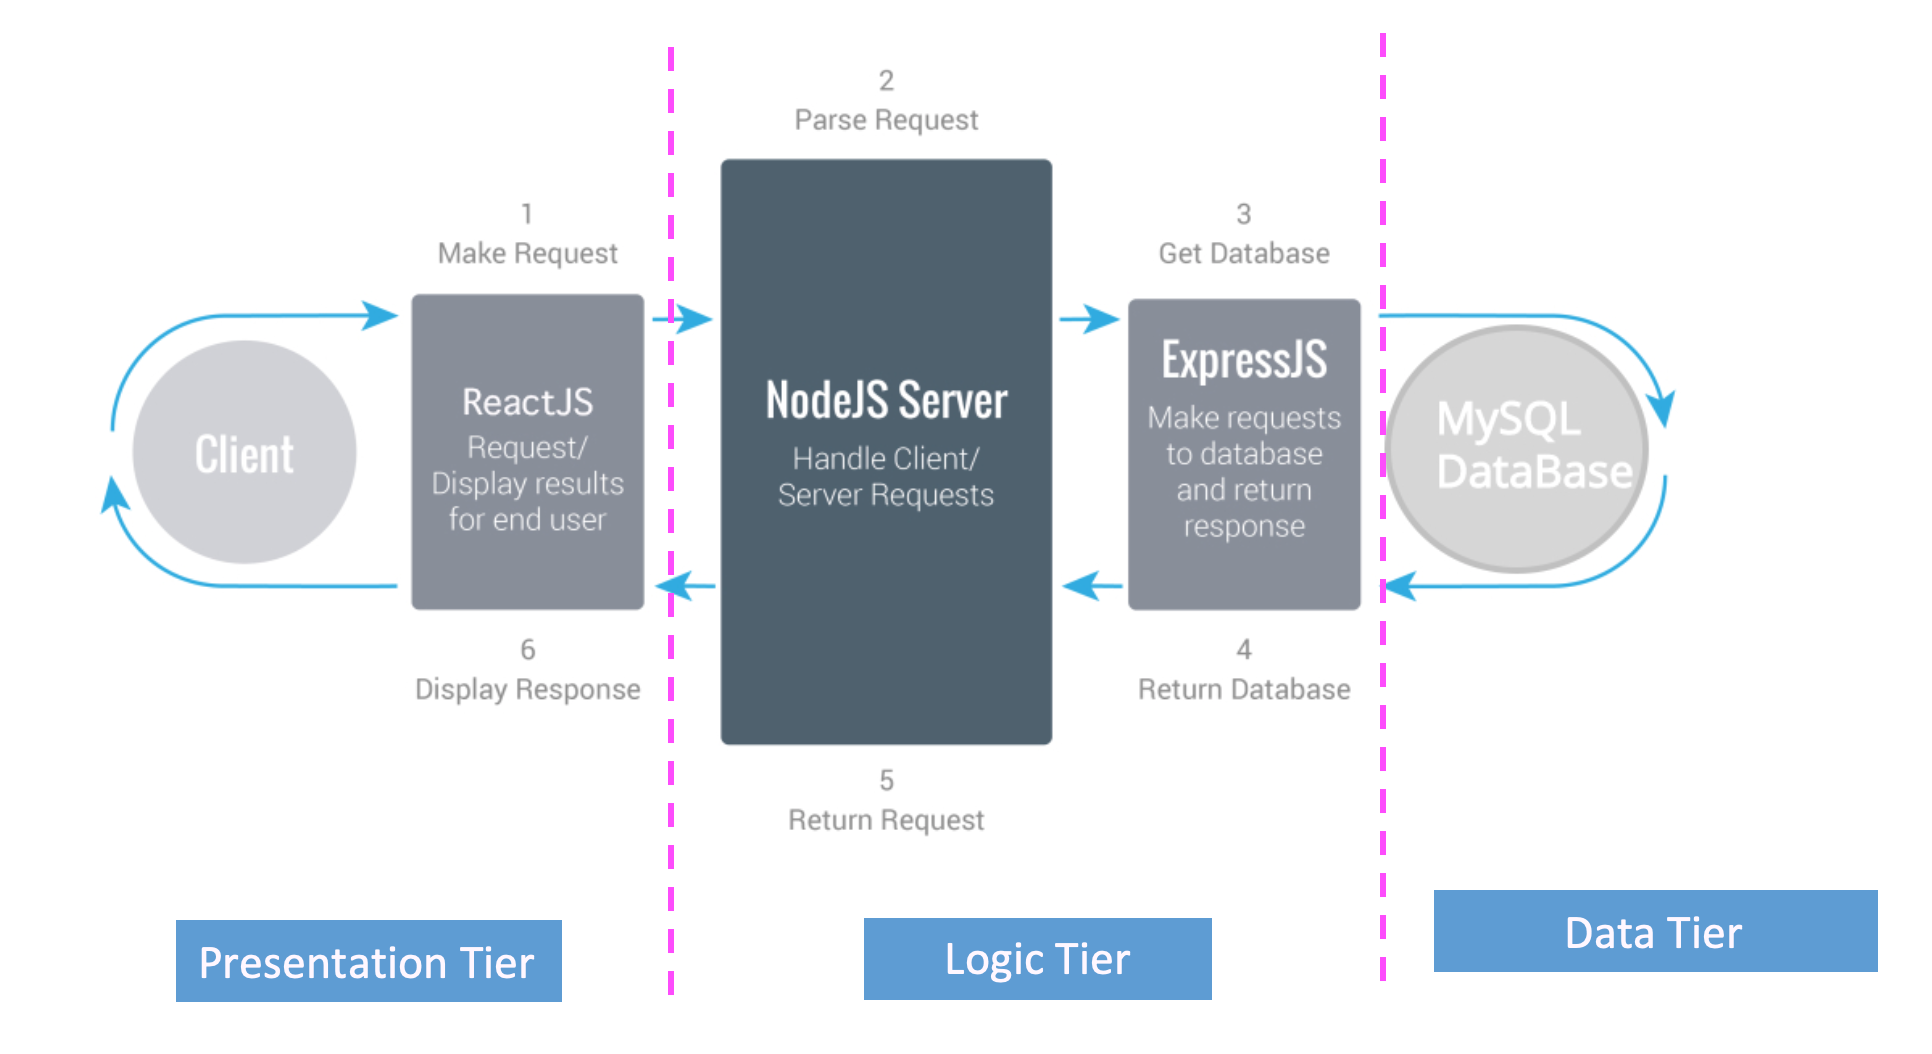 2
Parse Request
1
Make Request
3
Get Database
Client
ReactJS
Request/
Display results
for end user
NodeJS Server
Handle Client/
Server Requests
ExpressJS
Make requests
to database
and return
response
MySQL
DataBase
6
Display Response
4
Return Database
5
Return Request
Presentation Tier
Logic Tier
Data Tier